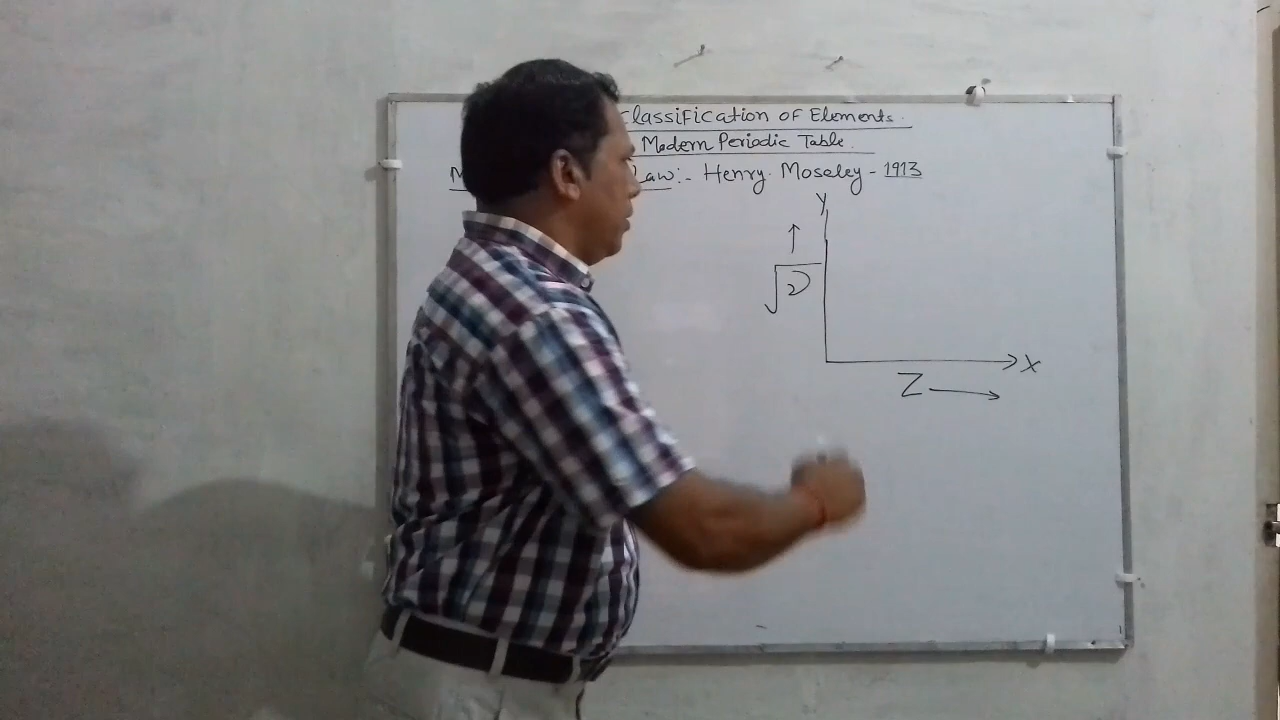 Classification of Elements.
Modern Periodic Table.
Law:- Henry Moseley - 1913
Y
↑
√ν
X
Z →